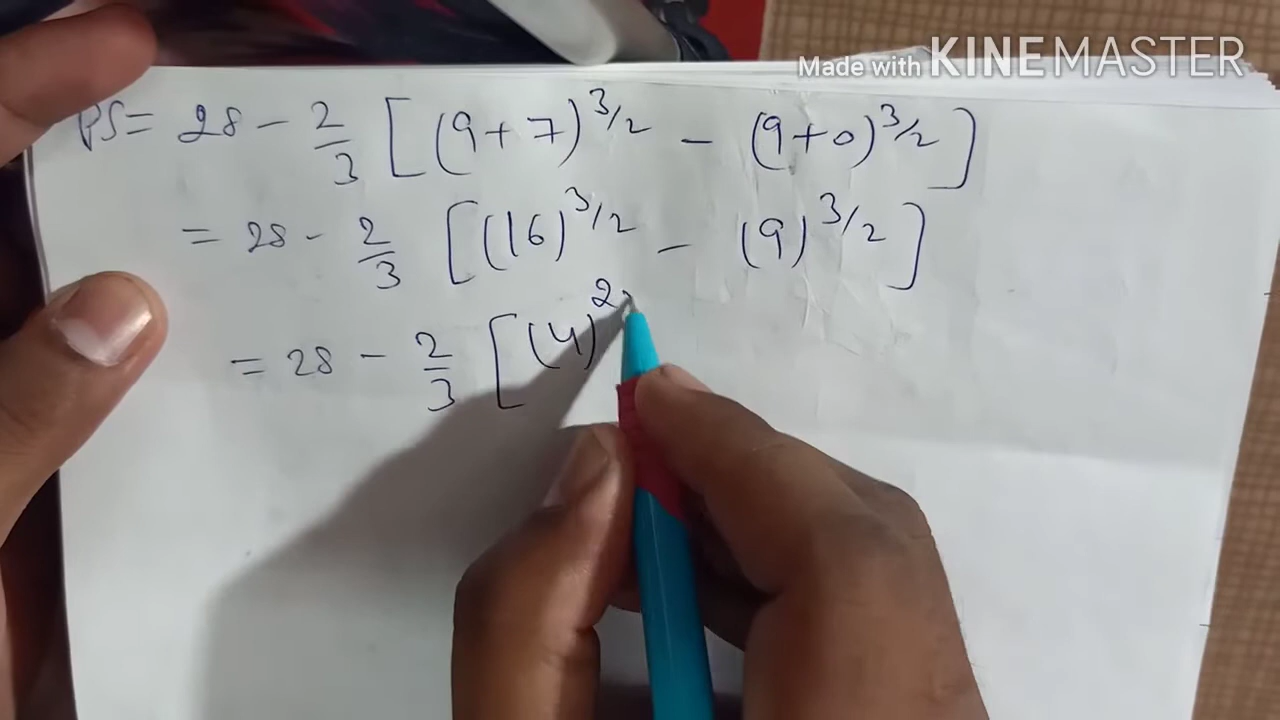 Made with KINEMASTER
PS = 28 - 2/3 [(9+7)^3/2 - (9+0)^3/2]
= 28 - 2/3 [(16)^3/2 - (9)^3/2]
= 28 - 2/3 [(4)^2